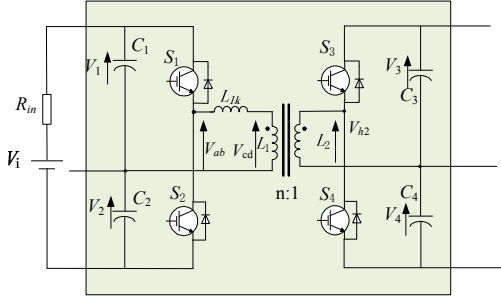 C1
S1
S3
V1
V3
C3
Rin
L1k
Vab
Vcd
L1
L2
Vh2
Vi
n:1
V2
C2
S2
S4
C4
V4